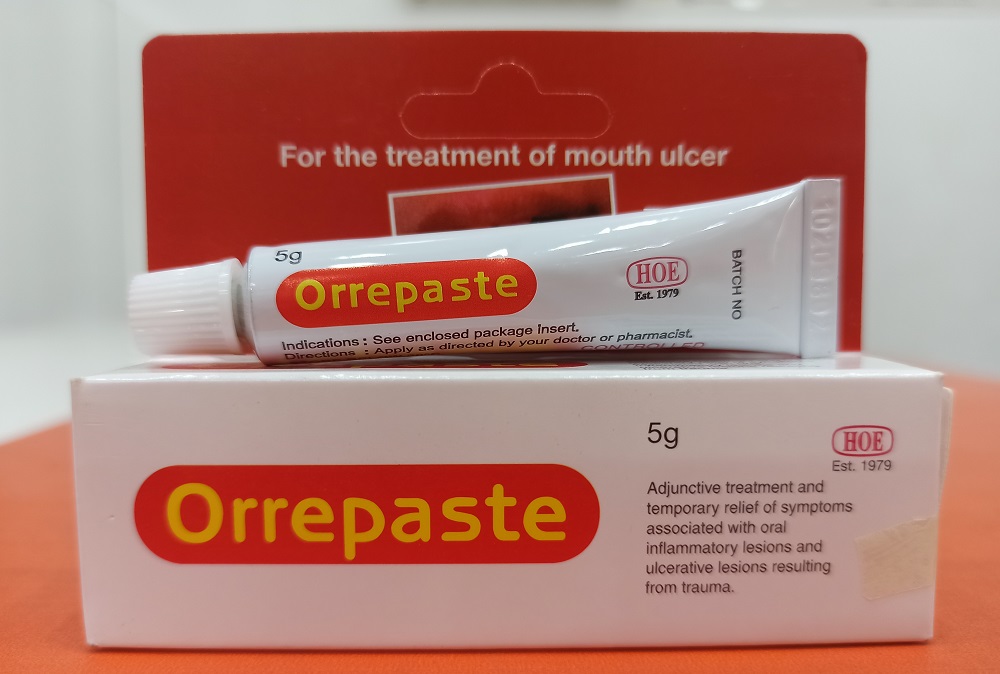 For the treatment of mouth ulcer
5g
Orrepaste
HOE
Est. 1979
BATCH NO
Indications : See enclosed package insert.
Directions : Apply as directed by your doctor or pharmacist.
CONTROLLED
5g
HOE
Est. 1979
Orrepaste
Adjunctive treatment and
temporary relief of symptoms
associated with oral
inflammatory lesions and
ulcerative lesions resulting
from trauma.